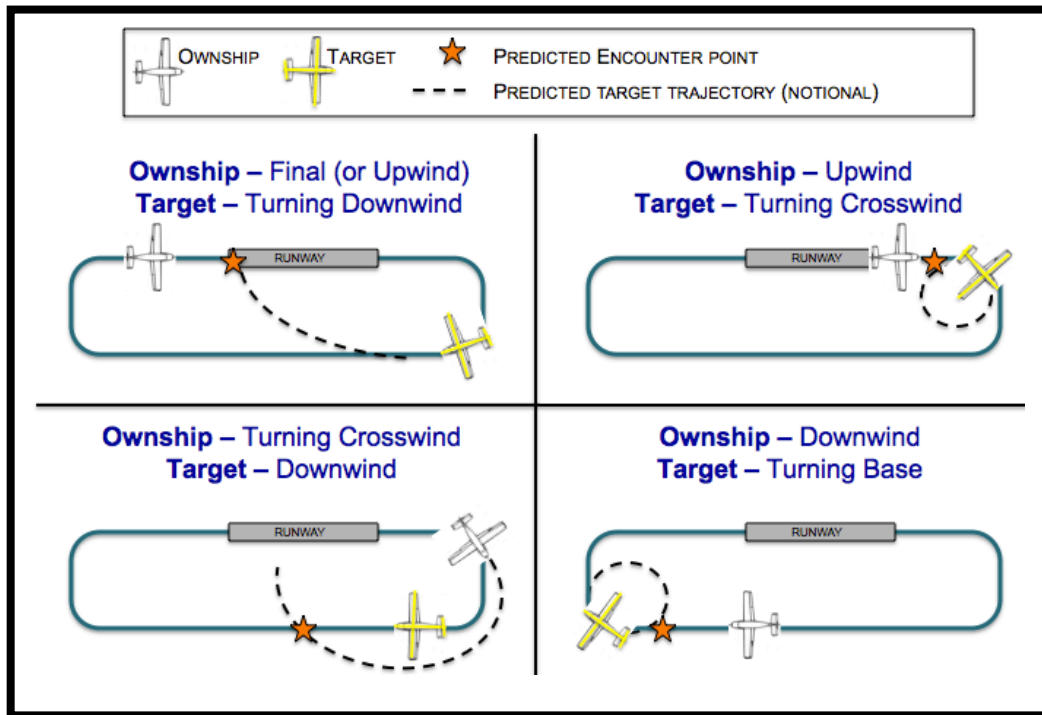 OWNSHIP TARGET PREDICTED ENCOUNTER POINT
PREDICTED TARGET TRAJECTORY (NOTIONAL)
Ownship – Final (or Upwind)
Target – Turning Downwind
RUNWAY
Ownship – Upwind
Target – Turning Crosswind
RUNWAY
Ownship – Turning Crosswind
Target – Downwind
RUNWAY
Ownship – Downwind
Target – Turning Base
RUNWAY